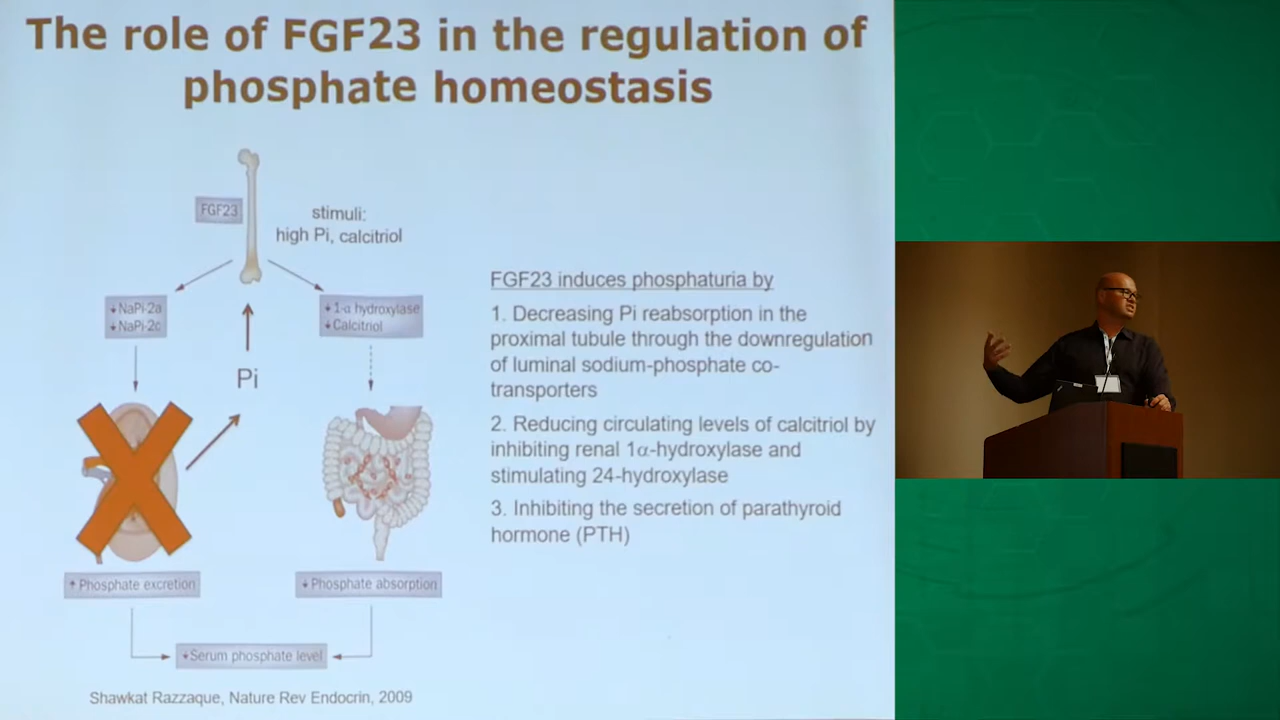 The role of FGF23 in the regulation of
phosphate homeostasis
FGF23
stimuli:
high Pi, calcitriol
↓NaPi-2a
↓NaPi-2c
↓1-α hydroxylase
↓Calcitriol
Pi
↑Phosphate excretion
↓Phosphate absorption
↓Serum phosphate level
Shawkat Razzaque, Nature Rev Endocrin, 2009
FGF23 induces phosphaturia by
1. Decreasing Pi reabsorption in the
proximal tubule through the downregulation
of luminal sodium-phosphate co-
transporters
2. Reducing circulating levels of calcitriol by
inhibiting renal 1α-hydroxylase and
stimulating 24-hydroxylase
3. Inhibiting the secretion of parathyroid
hormone (PTH)